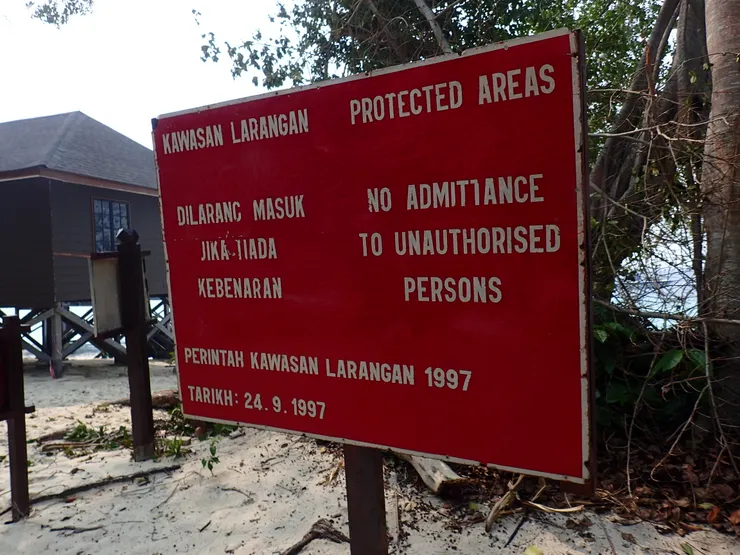 KAWASAN LARANGAN
DILARANG MASUK
JIKA TIADA
KEBENARAN
PROTECTED AREAS
NO ADMITTANCE
TO UNAUTHORISED
PERSONS
PERINTAH KAWASAN LARANGAN 1997
TARIKH: 24.9.1997